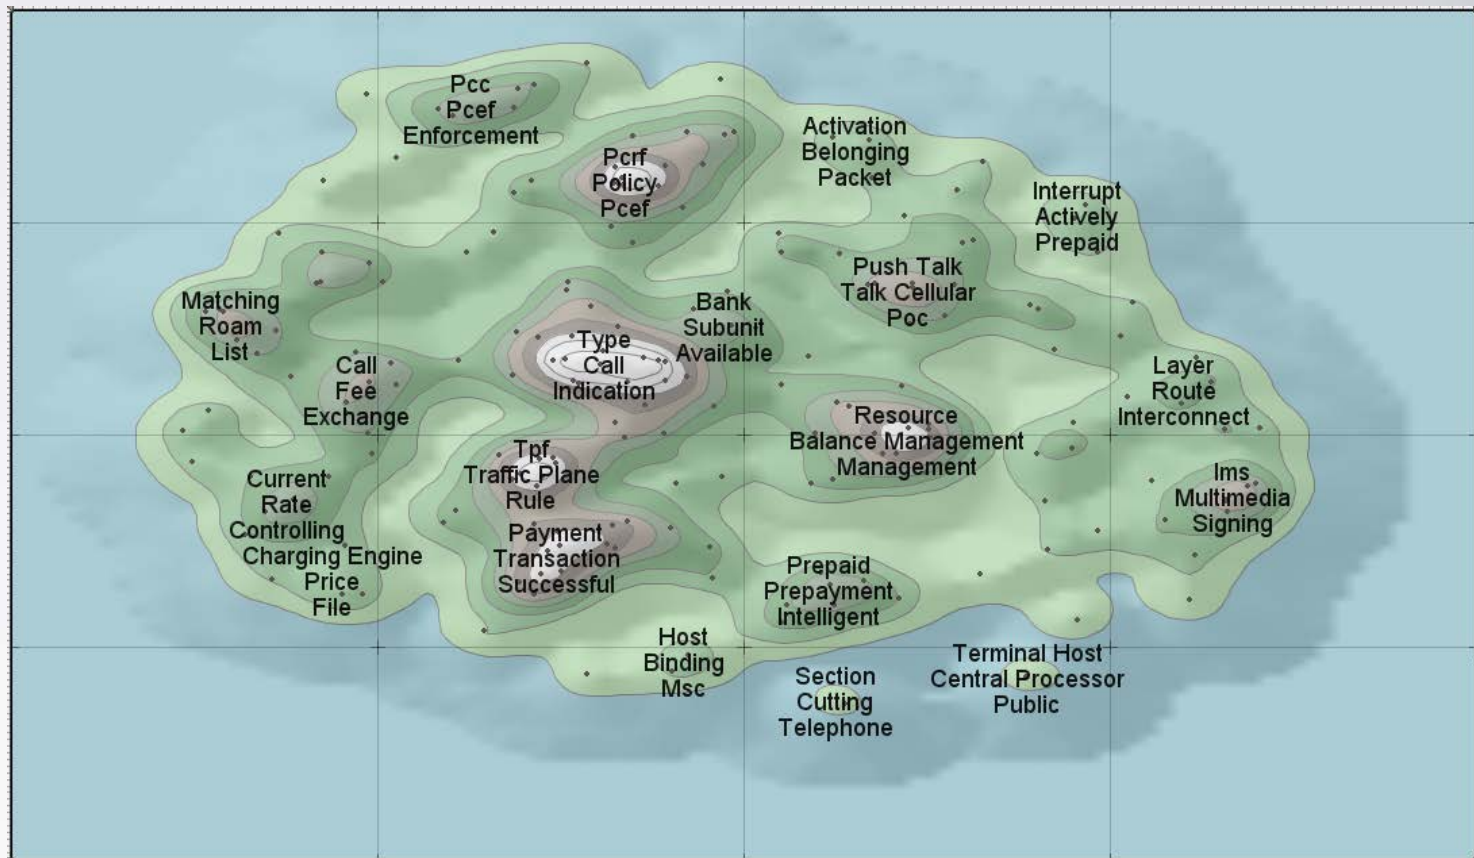 Pcc
Pcef
Enforcement
Pcrf
Policy
Pcef
Activation
Belonging
Packet
Interrupt
Actively
Prepaid
Push Talk
Talk Cellular
Poc
Matching
Roam
List
Bank
Subunit
Available
Type
Call
Indication
Call
Fee
Exchange
Layer
Route
Interconnect
Resource
Balance Management
Management
Tpf
Traffic Plane
Rule
Current
Rate
Controlling
Charging Engine
Price
File
Ims
Multimedia
Signing
Payment
Transaction
Successful
Prepaid
Prepayment
Intelligent
Host
Binding
Msc
Section
Cutting
Telephone
Terminal Host
Central Processor
Public